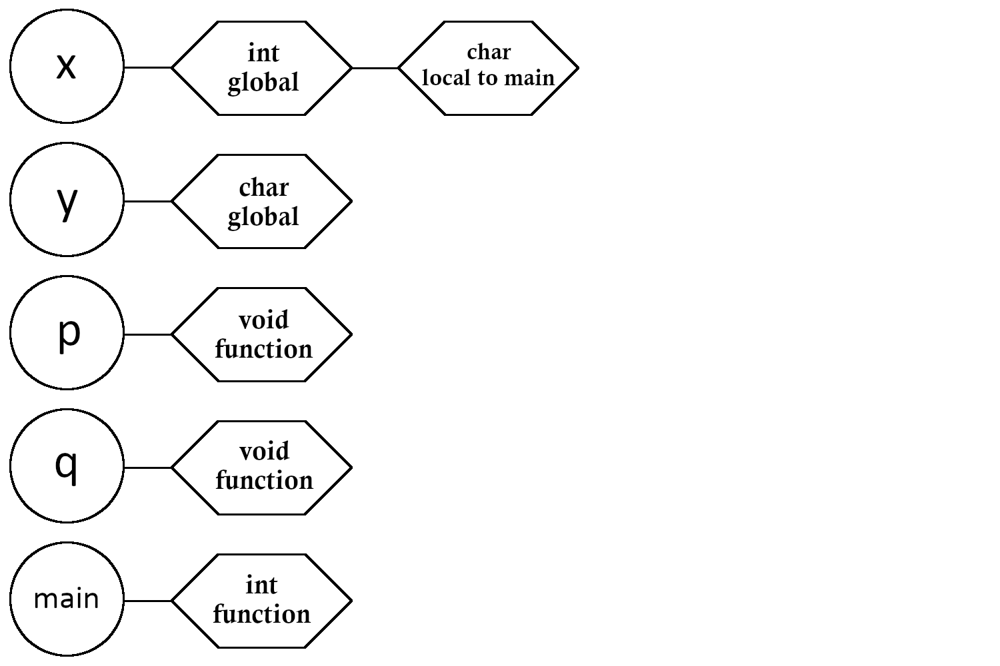 x
int
global
char
local to main
y
char
global
p
void
function
q
void
function
main
int
function